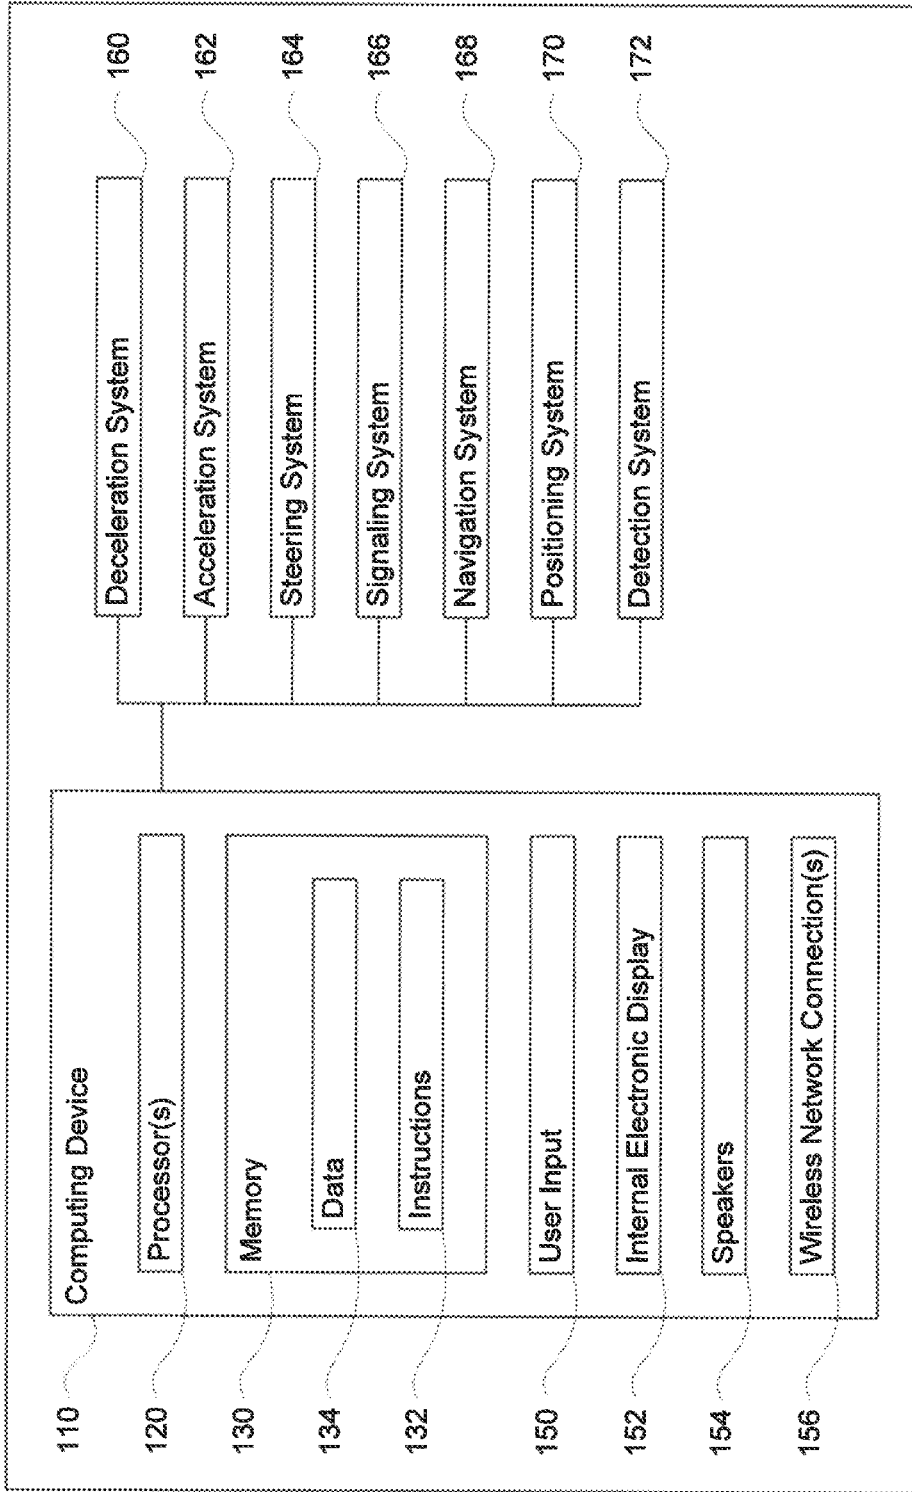 110
Computing Device
120
Processor(s)
130
Memory
134
Data
132
Instructions
150
User Input
152
Internal Electronic Display
154
Speakers
156
Wireless Network Connection(s)
Deceleration System
160
Acceleration System
162
Steering System
164
Signaling System
166
Navigation System
168
Positioning System
170
Detection System
172